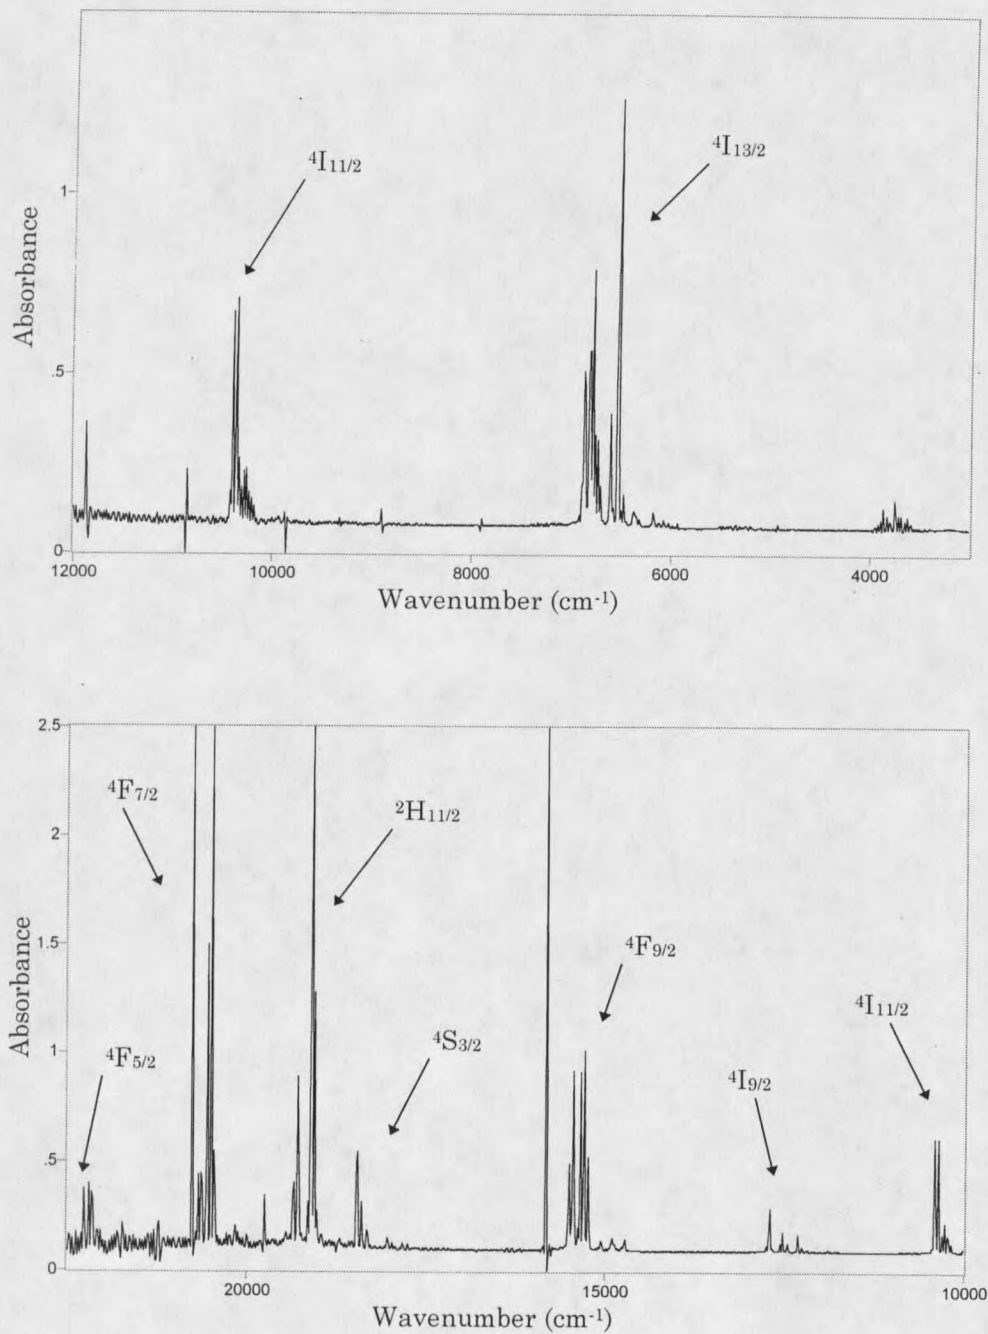 ⁴I₁₁/₂
⁴I₁₃/₂
1
.5
0
Absorbance
12000 10000 8000 6000 4000
Wavenumber (cm⁻¹)
2.5
⁴F₇/₂
²H₁₁/₂
2
1.5
⁴F₉/₂
⁴I₁₁/₂
1
⁴F₅/₂
⁴S₃/₂
⁴I₉/₂
.5
0
Absorbance
20000 15000 10000
Wavenumber (cm⁻¹)